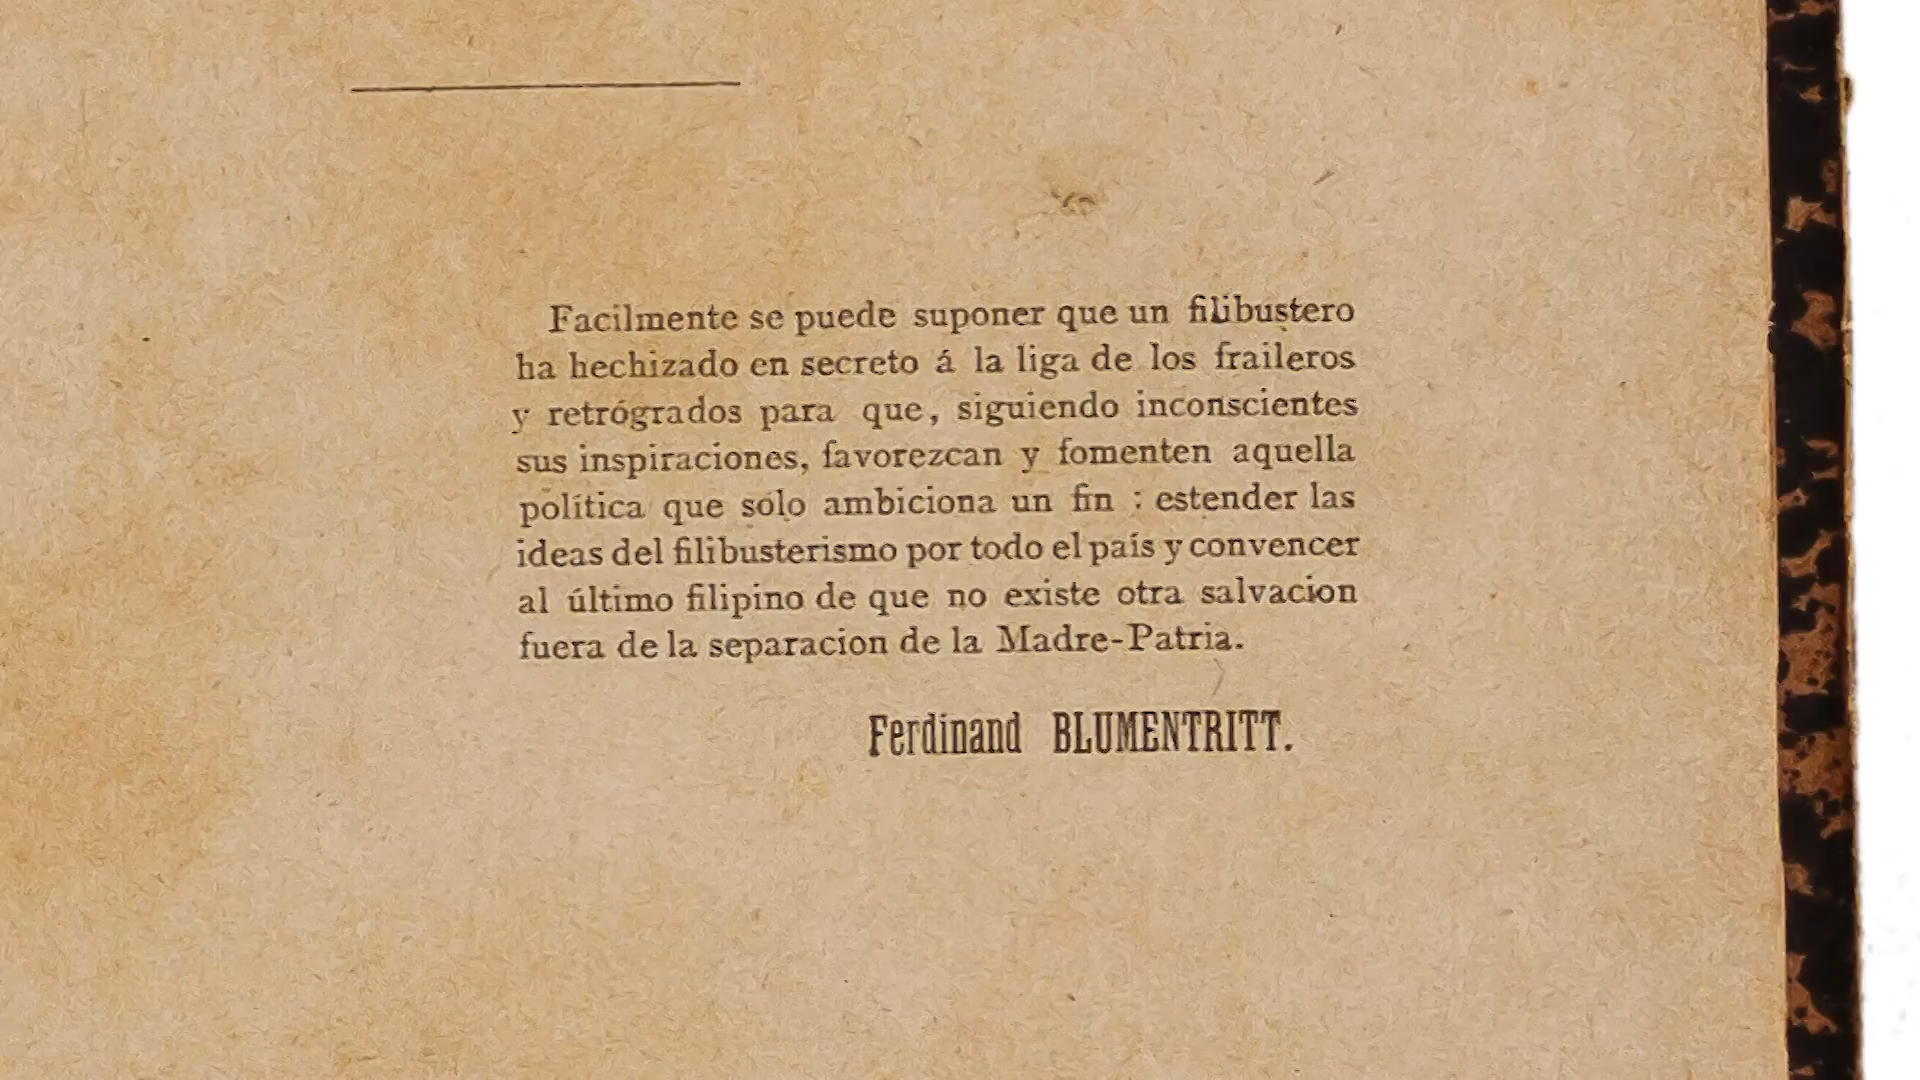 Facilmente se puede suponer que un filibustero
ha hechizado en secreto á la liga de los fraileros
y retrógrados para que, siguiendo inconscientes
sus inspiraciones, favorezcan y fomenten aquella
política que sólo ambiciona un fin : estender las
ideas del filibusterismo por todo el país y convencer
al último filipino de que no existe otra salvacion
fuera de la separacion de la Madre-Patria.
Ferdinand BLUMENTRITT.